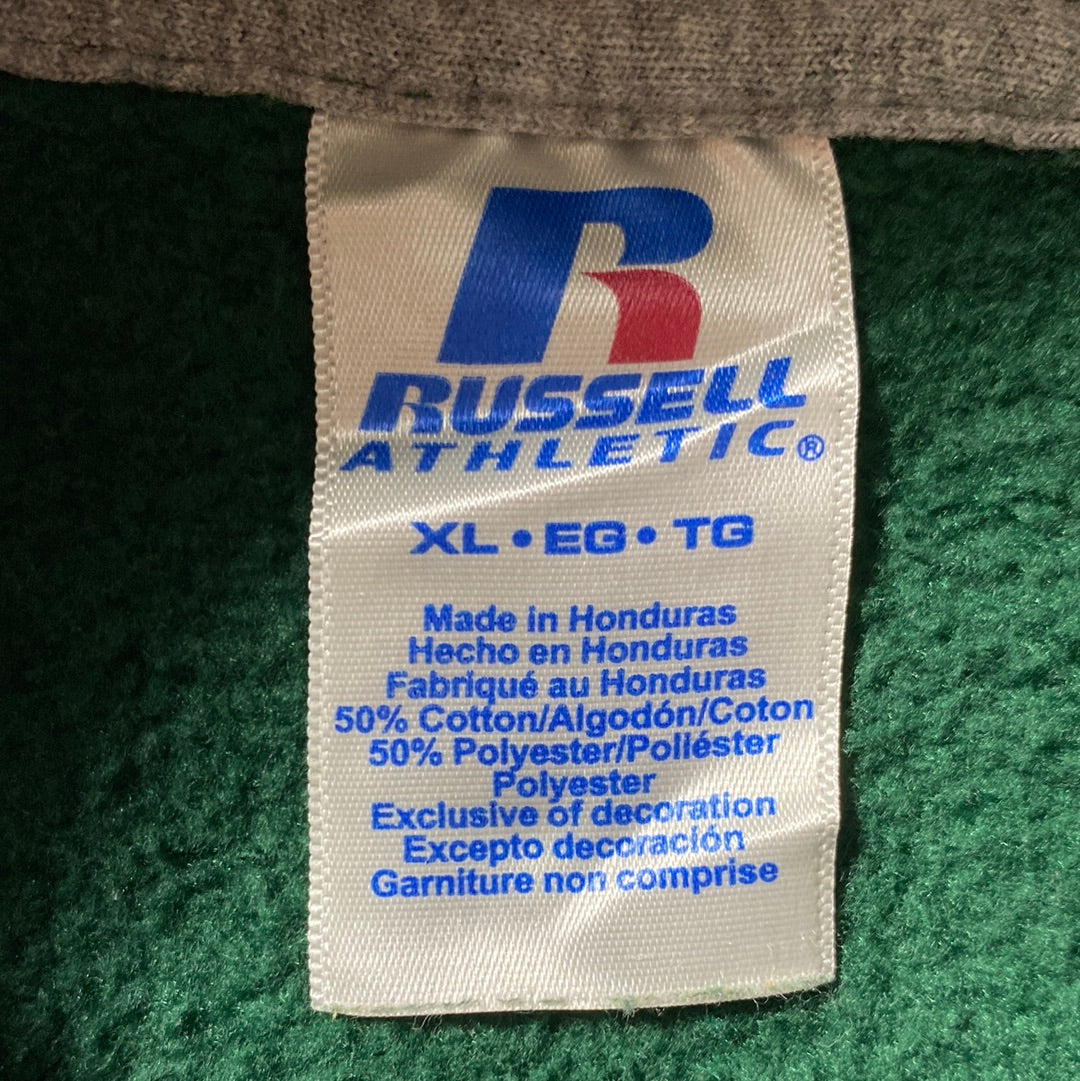 R
RUSSELL
ATHLETIC®
XL • EG • TG
Made in Honduras
Hecho en Honduras
Fabriqué au Honduras
50% Cotton/Algodón/Coton
50% Polyester/Poliéster
Polyester
Exclusive of decoration
Excepto decoración
Garniture non comprise